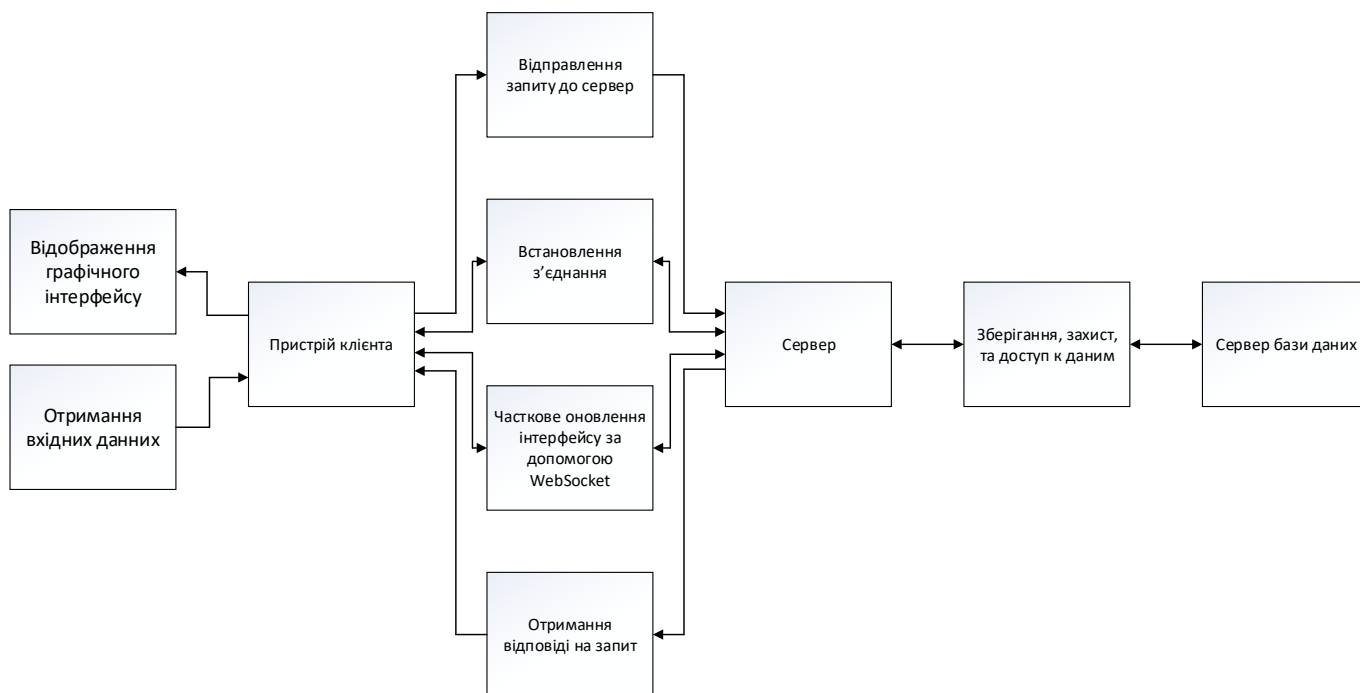 Відправлення
запиту до сервер
Відображення
графічного
інтерфейсу
Встановлення
з’єднання
Пристрій клієнта
Сервер
Зберігання, захист,
та доступ к даним
Сервер бази даних
Отримання
вхідних данних
Часткове оновлення
інтерфейсу за
допомогою
WebSocket
Отримання
відповіді на запит